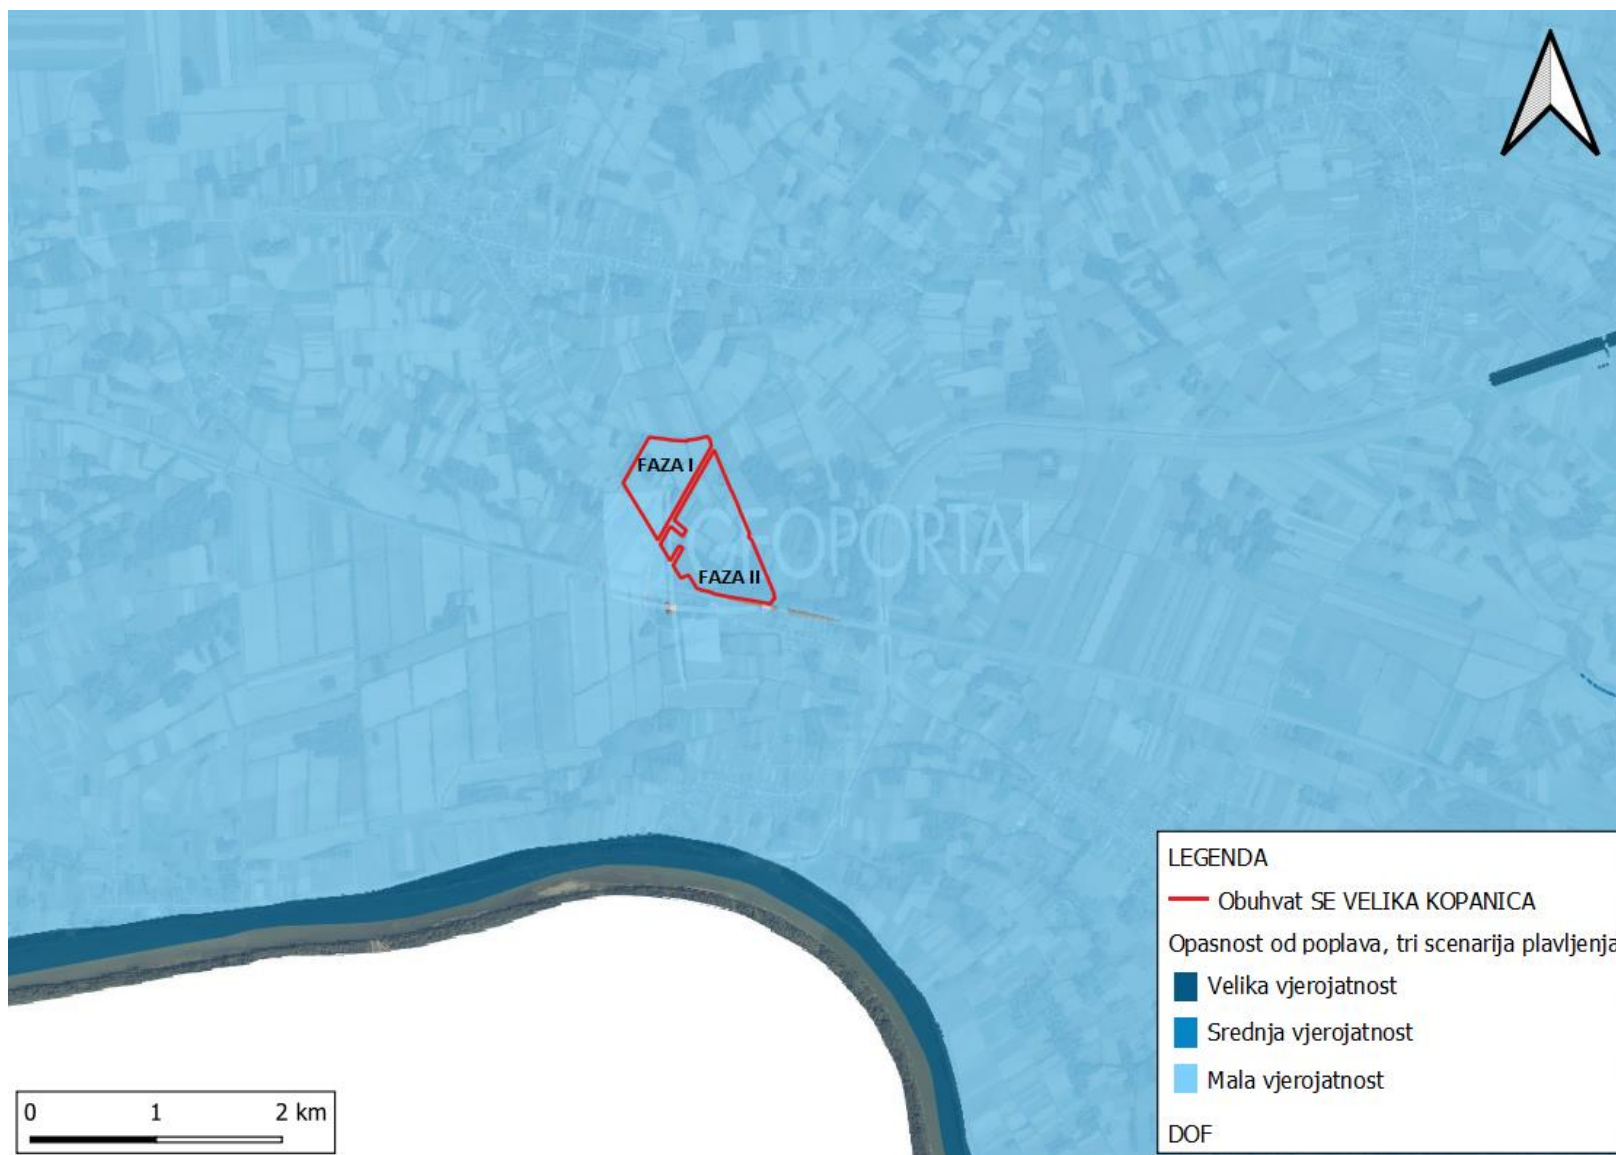 FAZA I
GEOPORTAL
FAZA II
LEGENDA
Obuhvat SE VELIKA KOPANICA
Opasnost od poplava, tri scenarija plavljenja
Velika vjerojatnost
Srednja vjerojatnost
Mala vjerojatnost
DOF
0 1 2 km